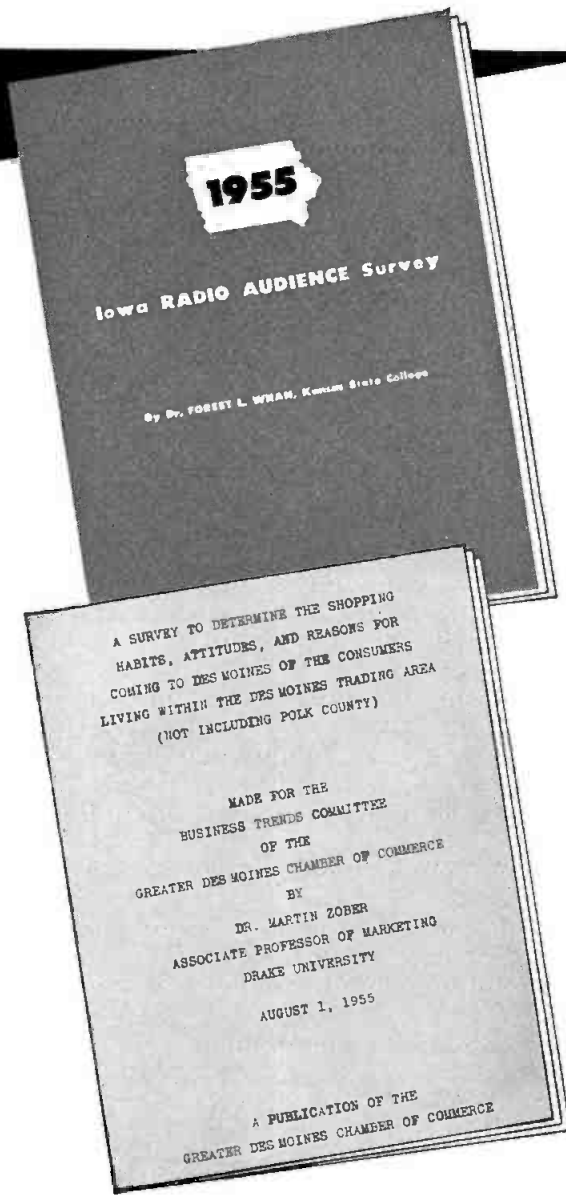 1955
Iowa RADIO AUDIENCE Survey
By Dr. FOREST L. WHAN, Kansas State College
A SURVEY TO DETERMINE THE SHOPPING
HABITS, ATTITUDES, AND REASONS FOR
COMING TO DES MOINES OF THE CONSUMERS
LIVING WITHIN THE DES MOINES TRADING AREA
(NOT INCLUDING POLK COUNTY)
MADE FOR THE
BUSINESS TRENDS COMMITTEE
OF THE
GREATER DES MOINES CHAMBER OF COMMERCE
BY
DR. MARTIN ZOBER
ASSOCIATE PROFESSOR OF MARKETING
DRAKE UNIVERSITY
AUGUST 1, 1955
A PUBLICATION OF THE
GREATER DES MOINES CHAMBER OF COMMERCE